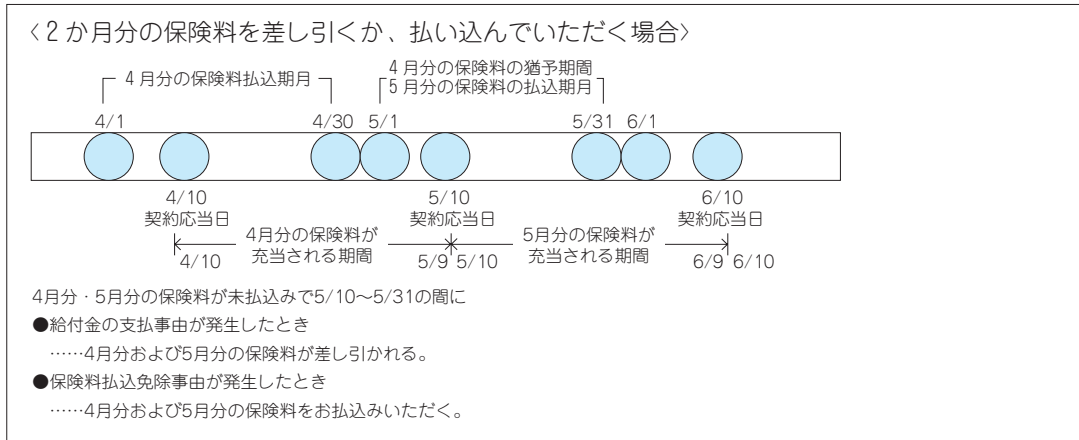 〈２か月分の保険料を差し引くか、払い込んでいただく場合〉
4月分の保険料払込期月
4月分の保険料の猶予期間
5月分の保険料の払込期月
4/1 4/30 5/1 5/31 6/1
4/10 5/10 6/10
契約応当日 契約応当日 契約応当日
4月分の保険料が 5月分の保険料が
充当される期間 充当される期間
4/10 5/9 5/10 6/9 6/10
4月分・5月分の保険料が未払込みで5/10～5/31の間に
●給付金の支払事由が発生したとき
……4月分および5月分の保険料が差し引かれる。
●保険料払込免除事由が発生したとき
……4月分および5月分の保険料をお払込みいただく。